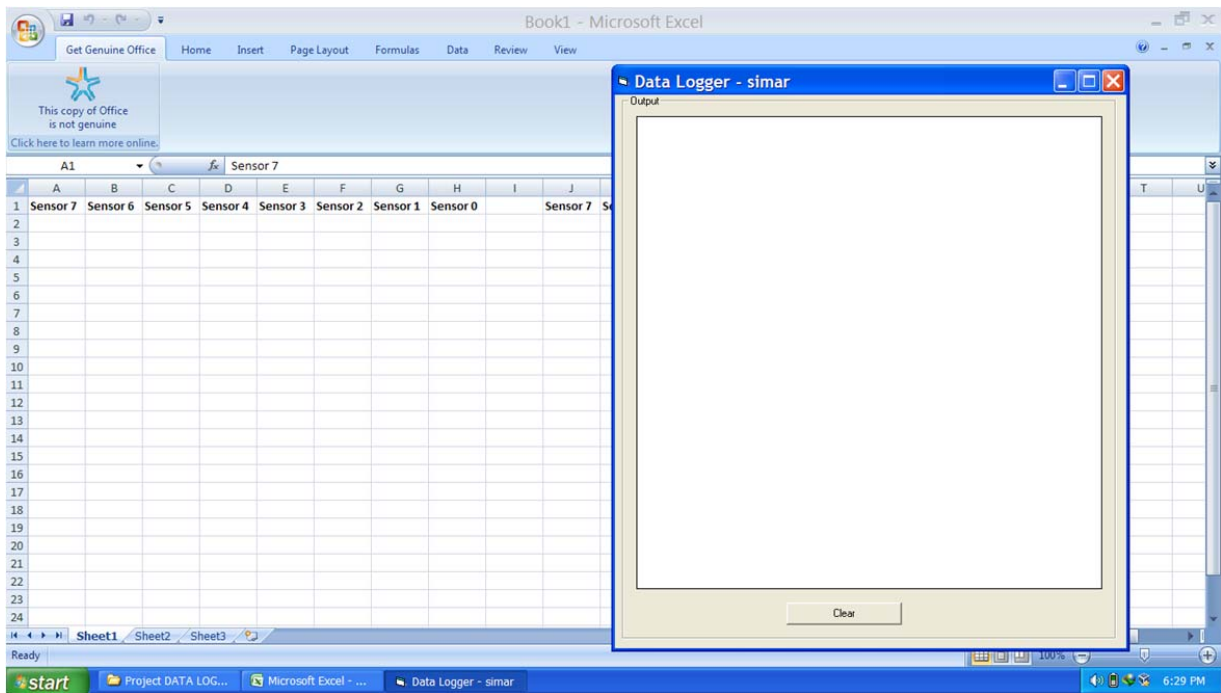 Book1 - Microsoft Excel
Get Genuine Office Home Insert Page Layout Formulas Data Review View
This copy of Office
is not genuine
Click here to learn more online.
A1 fx Sensor 7
A B C D E F G H I J T U
1 Sensor 7 Sensor 6 Sensor 5 Sensor 4 Sensor 3 Sensor 2 Sensor 1 Sensor 0 Sensor 7
2
3
4
5
6
7
8
9
10
11
12
13
14
15
16
17
18
19
20
21
22
23
24
Sheet1 Sheet2 Sheet3
Ready 100%
Data Logger - simar
Output
Clear
start Project DATA LOG... Microsoft Excel - ... Data Logger - simar 6:29 PM